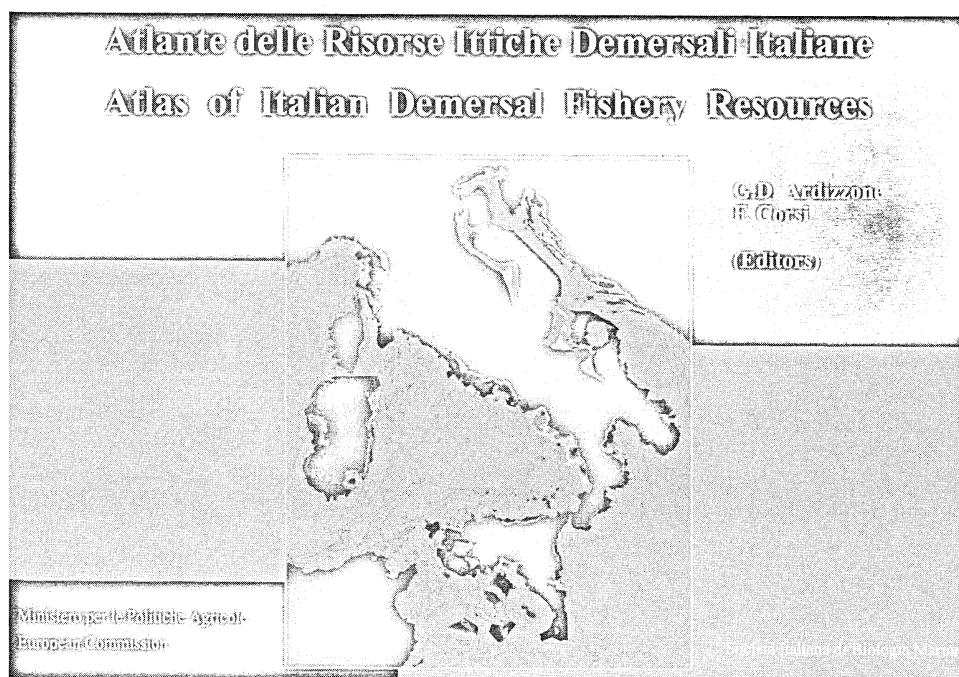 Atlante delle Risorse Ittiche Demersali Italiane
Atlas of Italian Demersal Fishery Resources
G.D. Ardizzone
F. Corsi
(Editors)
Ministero per le Politiche Agricole
European Commission
Società Italiana di Biologia Marina